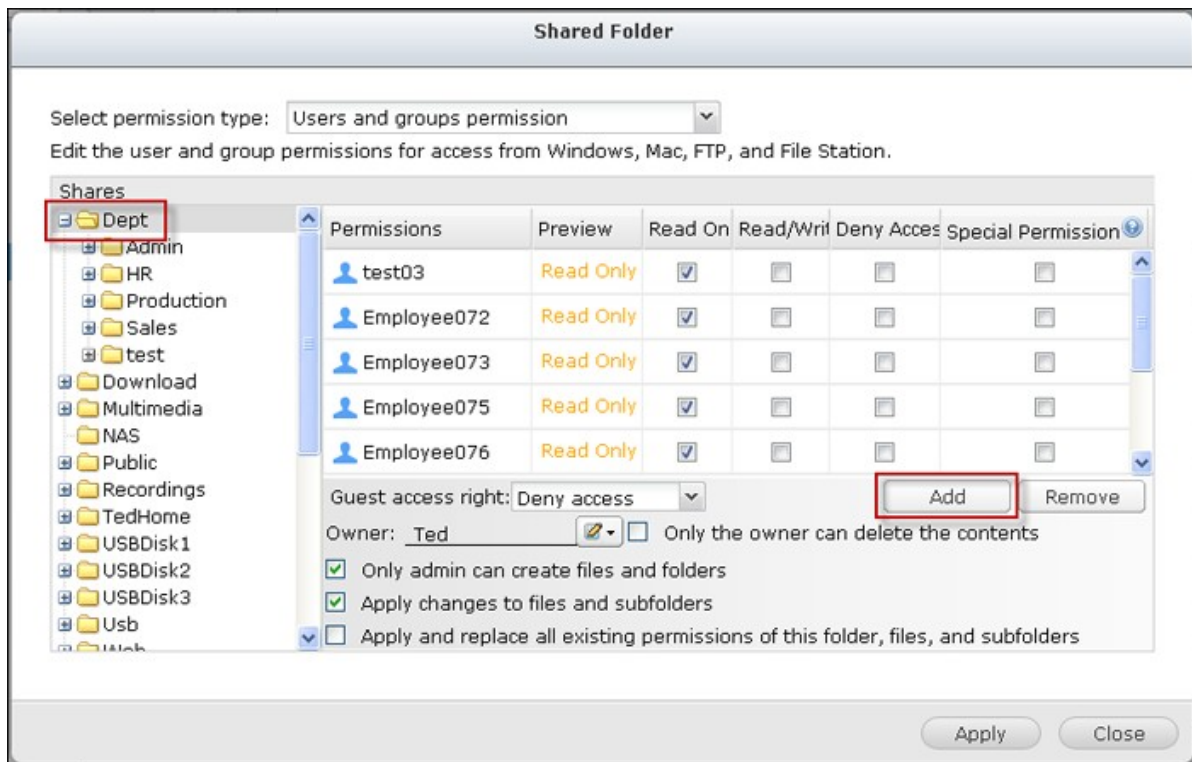 Shared Folder
Select permission type: Users and groups permission
Edit the user and group permissions for access from Windows, Mac, FTP, and File Station.
Shares
Dept
Admin
HR
Production
Sales
test
Download
Multimedia
NAS
Public
Recordings
TedHome
USBDisk1
USBDisk2
USBDisk3
Usb
Permissions Preview Read On Read/Writ Deny Acces Special Permission
test03 Read Only
Employee072 Read Only
Employee073 Read Only
Employee075 Read Only
Employee076 Read Only
Guest access right: Deny access Add Remove
Owner: Ted Only the owner can delete the contents
Only admin can create files and folders
Apply changes to files and subfolders
Apply and replace all existing permissions of this folder, files, and subfolders
Apply Close